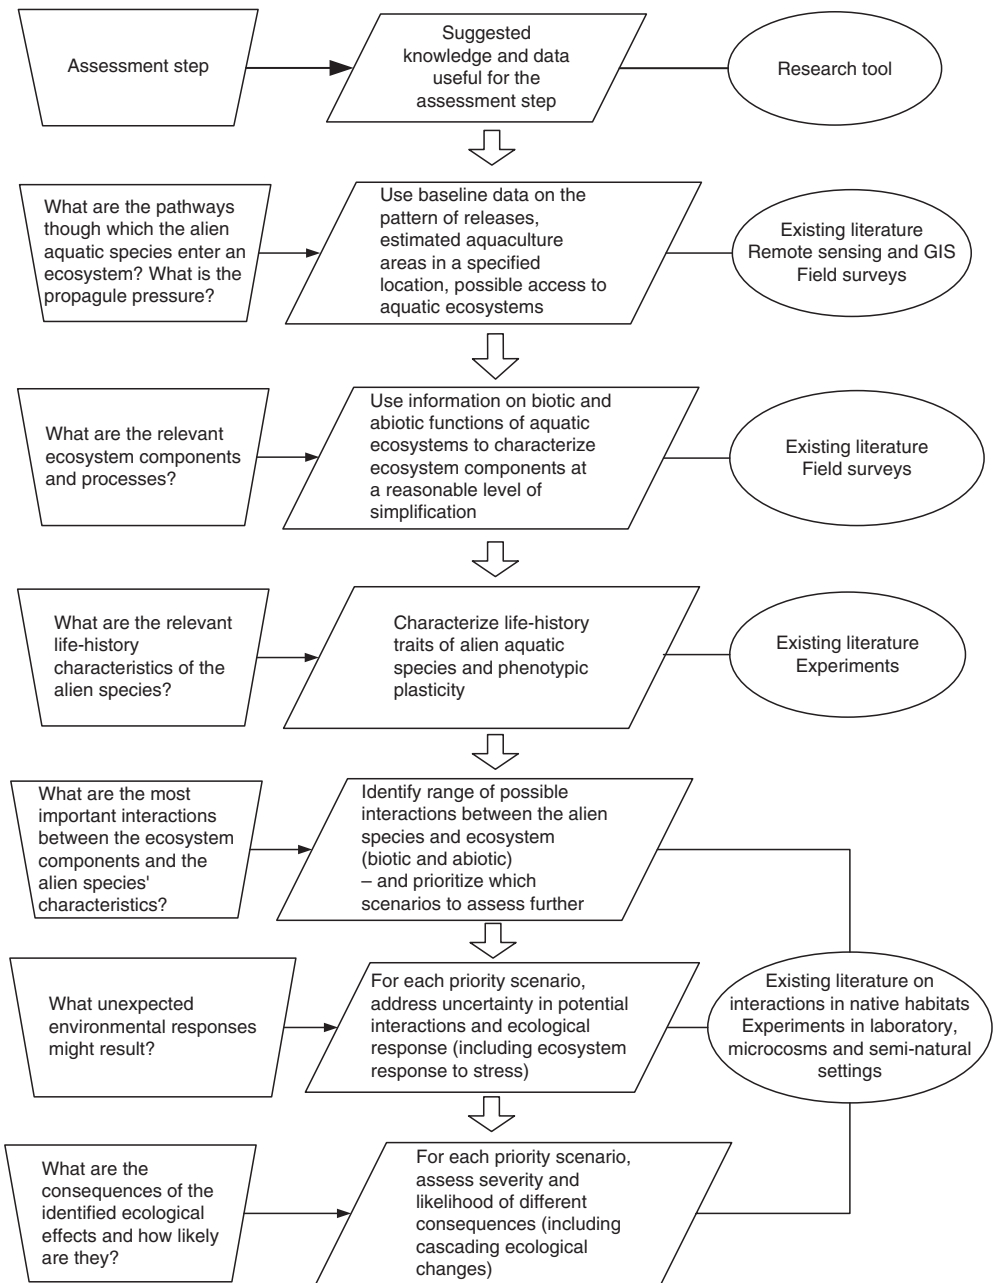 Assessment step
Suggested
knowledge and data
useful for the
assessment step
Research tool
What are the pathways
though which the alien
aquatic species enter an
ecosystem? What is the
propagule pressure?
Use baseline data on the
pattern of releases,
estimated aquaculture
areas in a specified
location, possible access to
aquatic ecosystems
Existing literature
Remote sensing and GIS
Field surveys
What are the relevant
ecosystem components
and processes?
Use information on biotic and
abiotic functions of aquatic
ecosystems to characterize
ecosystem components at
a reasonable level of
simplification
Existing literature
Field surveys
What are the relevant
life-history
characteristics of the
alien species?
Characterize life-history
traits of alien aquatic
species and phenotypic
plasticity
Existing literature
Experiments
What are the most
important interactions
between the ecosystem
components and the
alien species'
characteristics?
Identify range of possible
interactions between the alien
species and ecosystem
(biotic and abiotic)
– and prioritize which
scenarios to assess further
What unexpected
environmental responses
might result?
For each priority scenario,
address uncertainty in potential
interactions and ecological
response (including ecosystem
response to stress)
Existing literature on
interactions in native habitats
Experiments in laboratory,
microcosms and semi-natural
settings
What are the
consequences of the
identified ecological
effects and how likely
are they?
For each priority scenario,
assess severity and
likelihood of different
consequences (including
cascading ecological
changes)